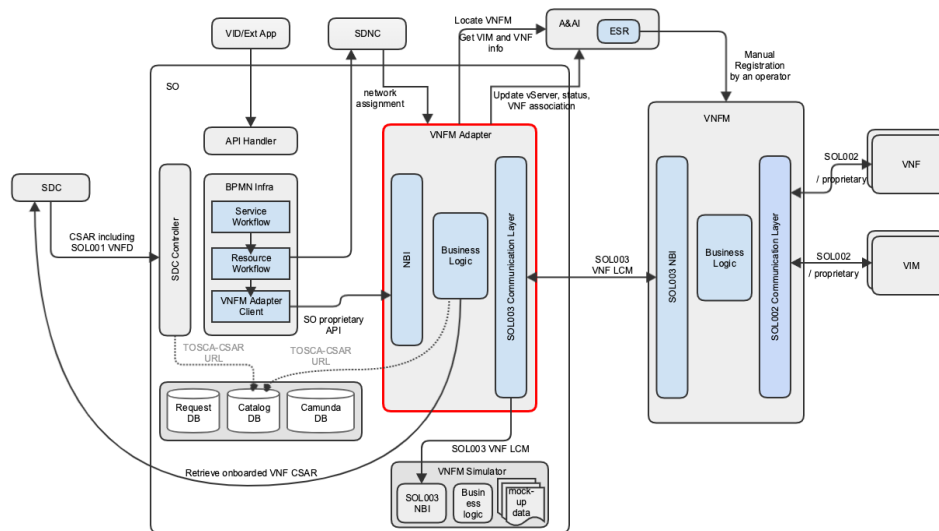 VID/Ext App
SDNC
Locate VNFM
Get VIM and VNF
info
A&AI
ESR
Manual
Registration
by an operator
SO
network
assignment
Update vServer, status,
VNF association
API Handler
VNFM Adapter
VNFM
SDC
CSAR including
SOL001 VNFD
SDC Controller
BPMN Infra
Service
Workflow
Resource
Workflow
VNFM Adapter
Client
SO proprietary
API
NBI
Business
Logic
SOL003 Communication Layer
SOL003
VNF LCM
SOL003 NBI
Business
Logic
SOL002 Communication Layer
SOL002
/ proprietary
VNF
SOL002
/ proprietary
VIM
TOSCA-CSAR
URL
TOSCA-CSAR
URL
Request
DB
Catalog
DB
Camunda
DB
Retrieve onboarded VNF CSAR
SOL003 VNF LCM
VNFM Simulator
SOL003
NBI
Busin
ess
logic
mock-
up
data